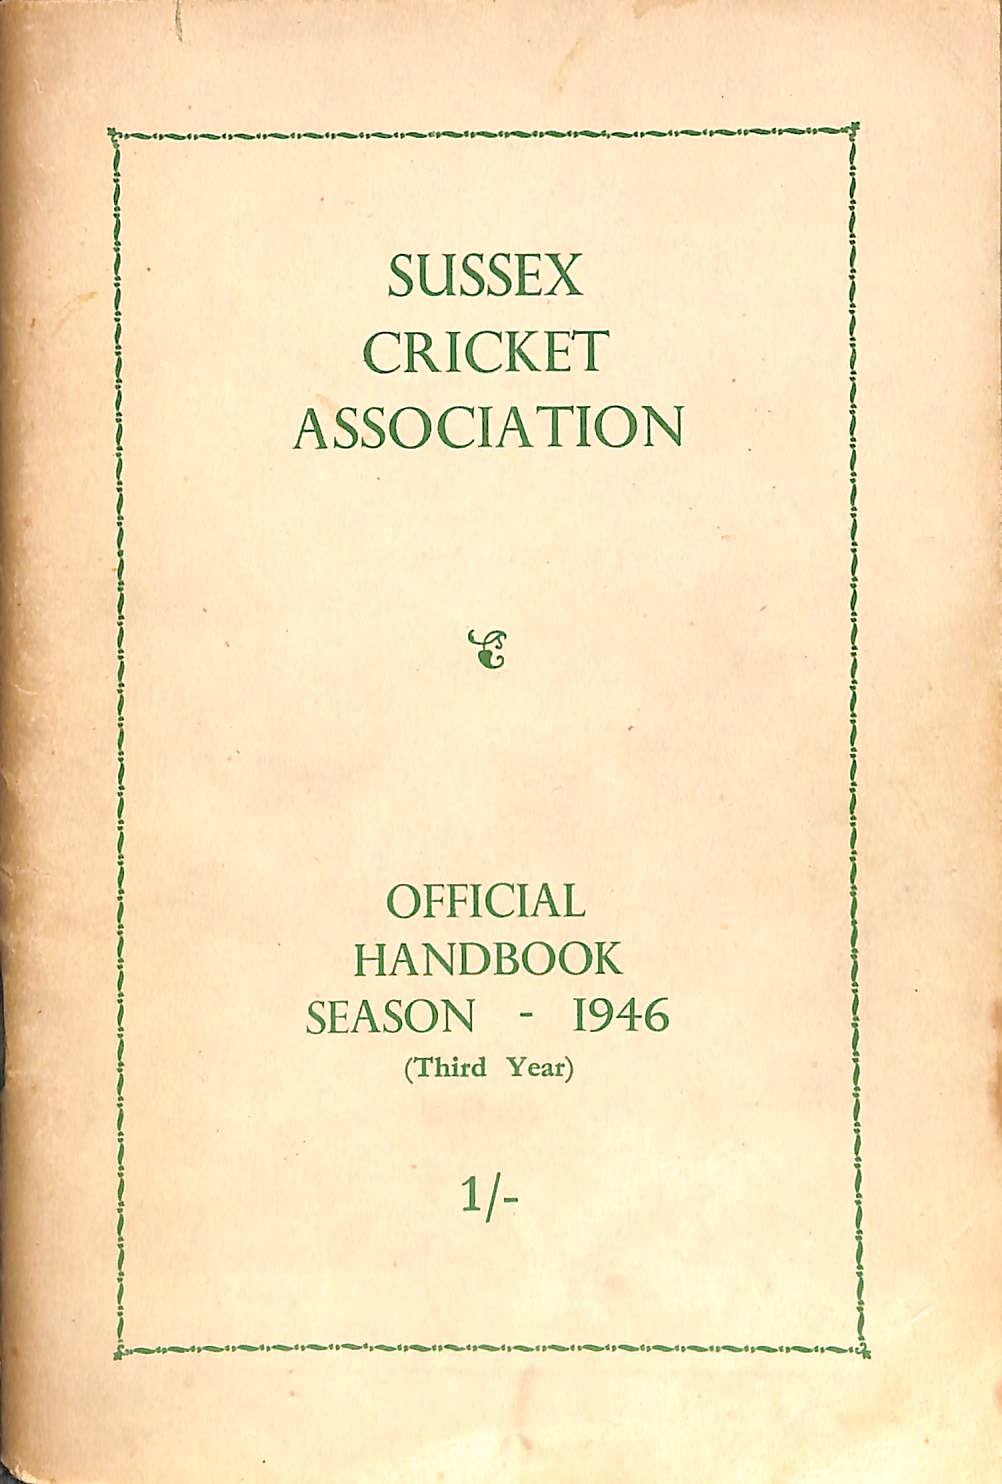 SUSSEX
CRICKET
ASSOCIATION
OFFICIAL
HANDBOOK
SEASON - 1946
(Third Year)
1/-